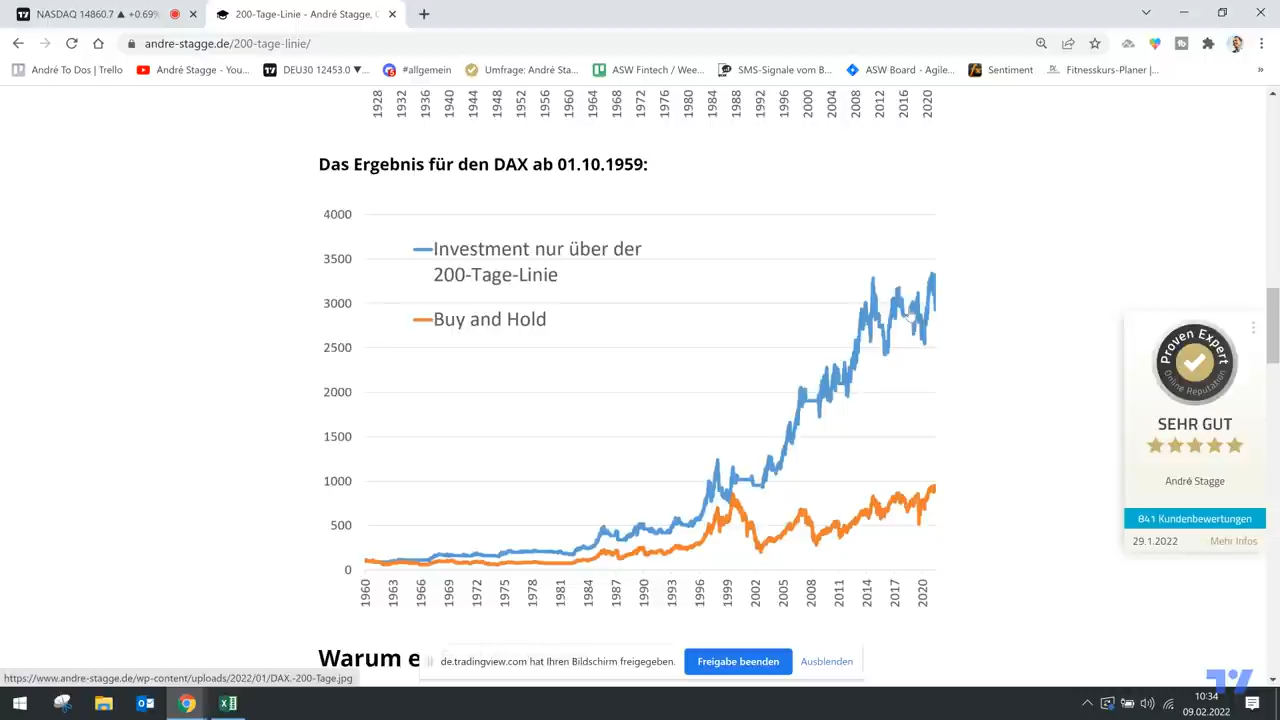 NASDAQ 14860.7 ▲ +0.69%
200-Tage-Linie - André Stagge, C
andre-stagge.de/200-tage-linie/
André To Dos | Trello
André Stagge - You...
DEU30 12453.0 ▼...
#allgemein
Umfrage: André Sta...
ASW Fintech / Wee...
SMS-Signale vom B...
ASW Board - Agile...
Sentiment
Fitnesskurs-Planer |...
»
1928 1932 1936 1940 1944 1948 1952 1956 1960 1964 1968 1972 1976 1980 1984 1988 1992 1996 2000 2004 2008 2012 2016 2020
Das Ergebnis für den DAX ab 01.10.1959:
4000
3500
3000
2500
2000
1500
1000
500
0
Investment nur über der
200-Tage-Linie
Buy and Hold
1960 1963 1966 1969 1972 1975 1978 1981 1984 1987 1990 1993 1996 1999 2002 2005 2008 2011 2014 2017 2020
Proven Expert
Online Reputation
SEHR GUT
André Stagge
841 Kundenbewertungen
29.1.2022 Mehr Infos
Warum e
de.tradingview.com hat Ihren Bildschirm freigegeben.
Freigabe beenden
Ausblenden
https://www.andre-stagge.de/wp-content/uploads/2022/01/DAX.-200-Tage.jpg
10:34
09.02.2022